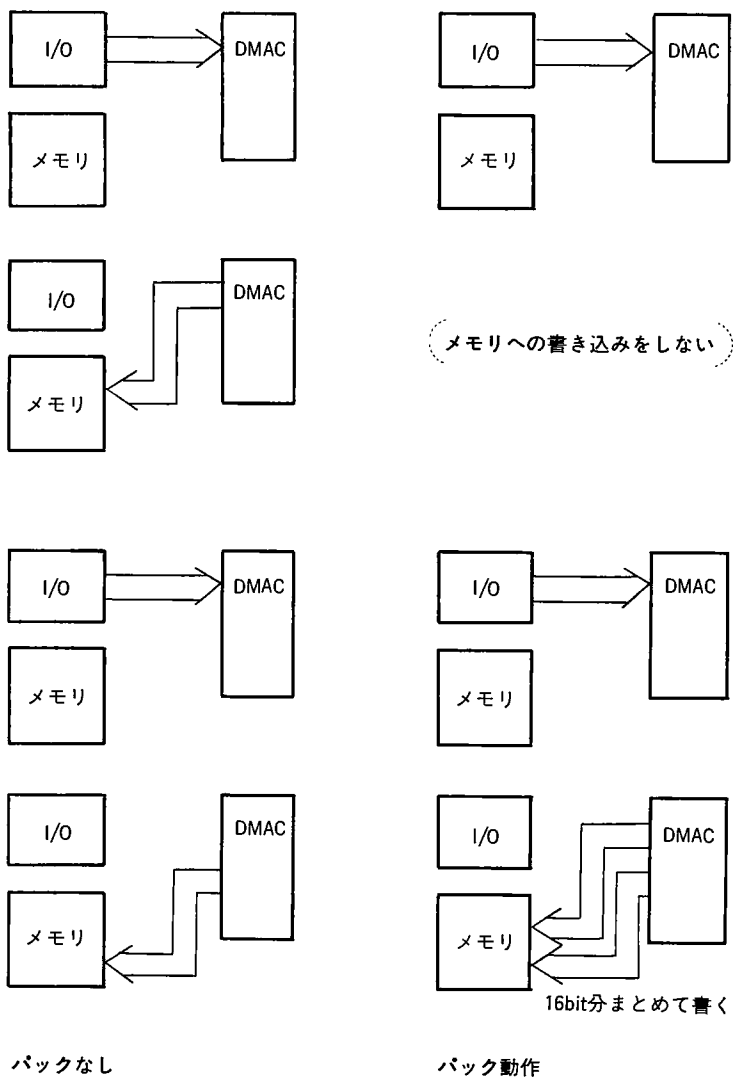 I/O
DMAC
I/O
DMAC
メモリ
メモリ
I/O
DMAC
(メモリへの書き込みをしない)
メモリ
I/O
DMAC
I/O
DMAC
メモリ
メモリ
I/O
DMAC
I/O
DMAC
メモリ
メモリ
16bit分まとめて書く
パックなし
パック動作